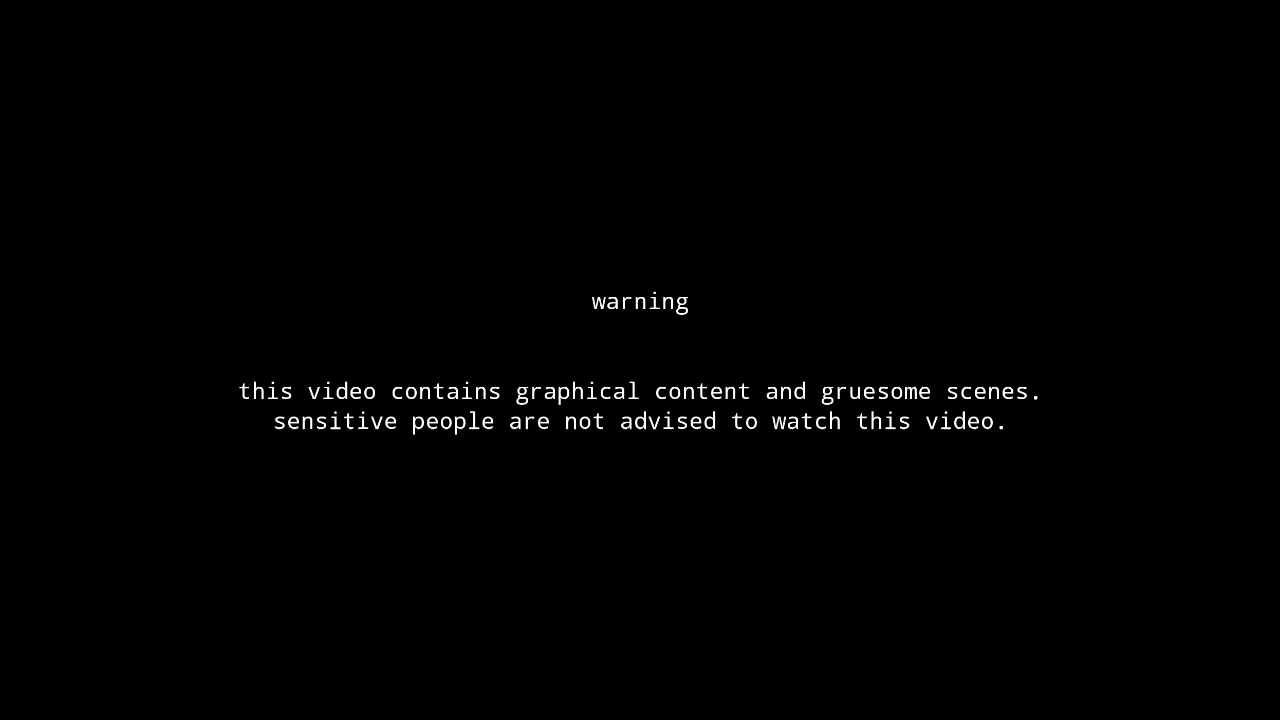 warning
this video contains graphical content and gruesome scenes.
sensitive people are not advised to watch this video.